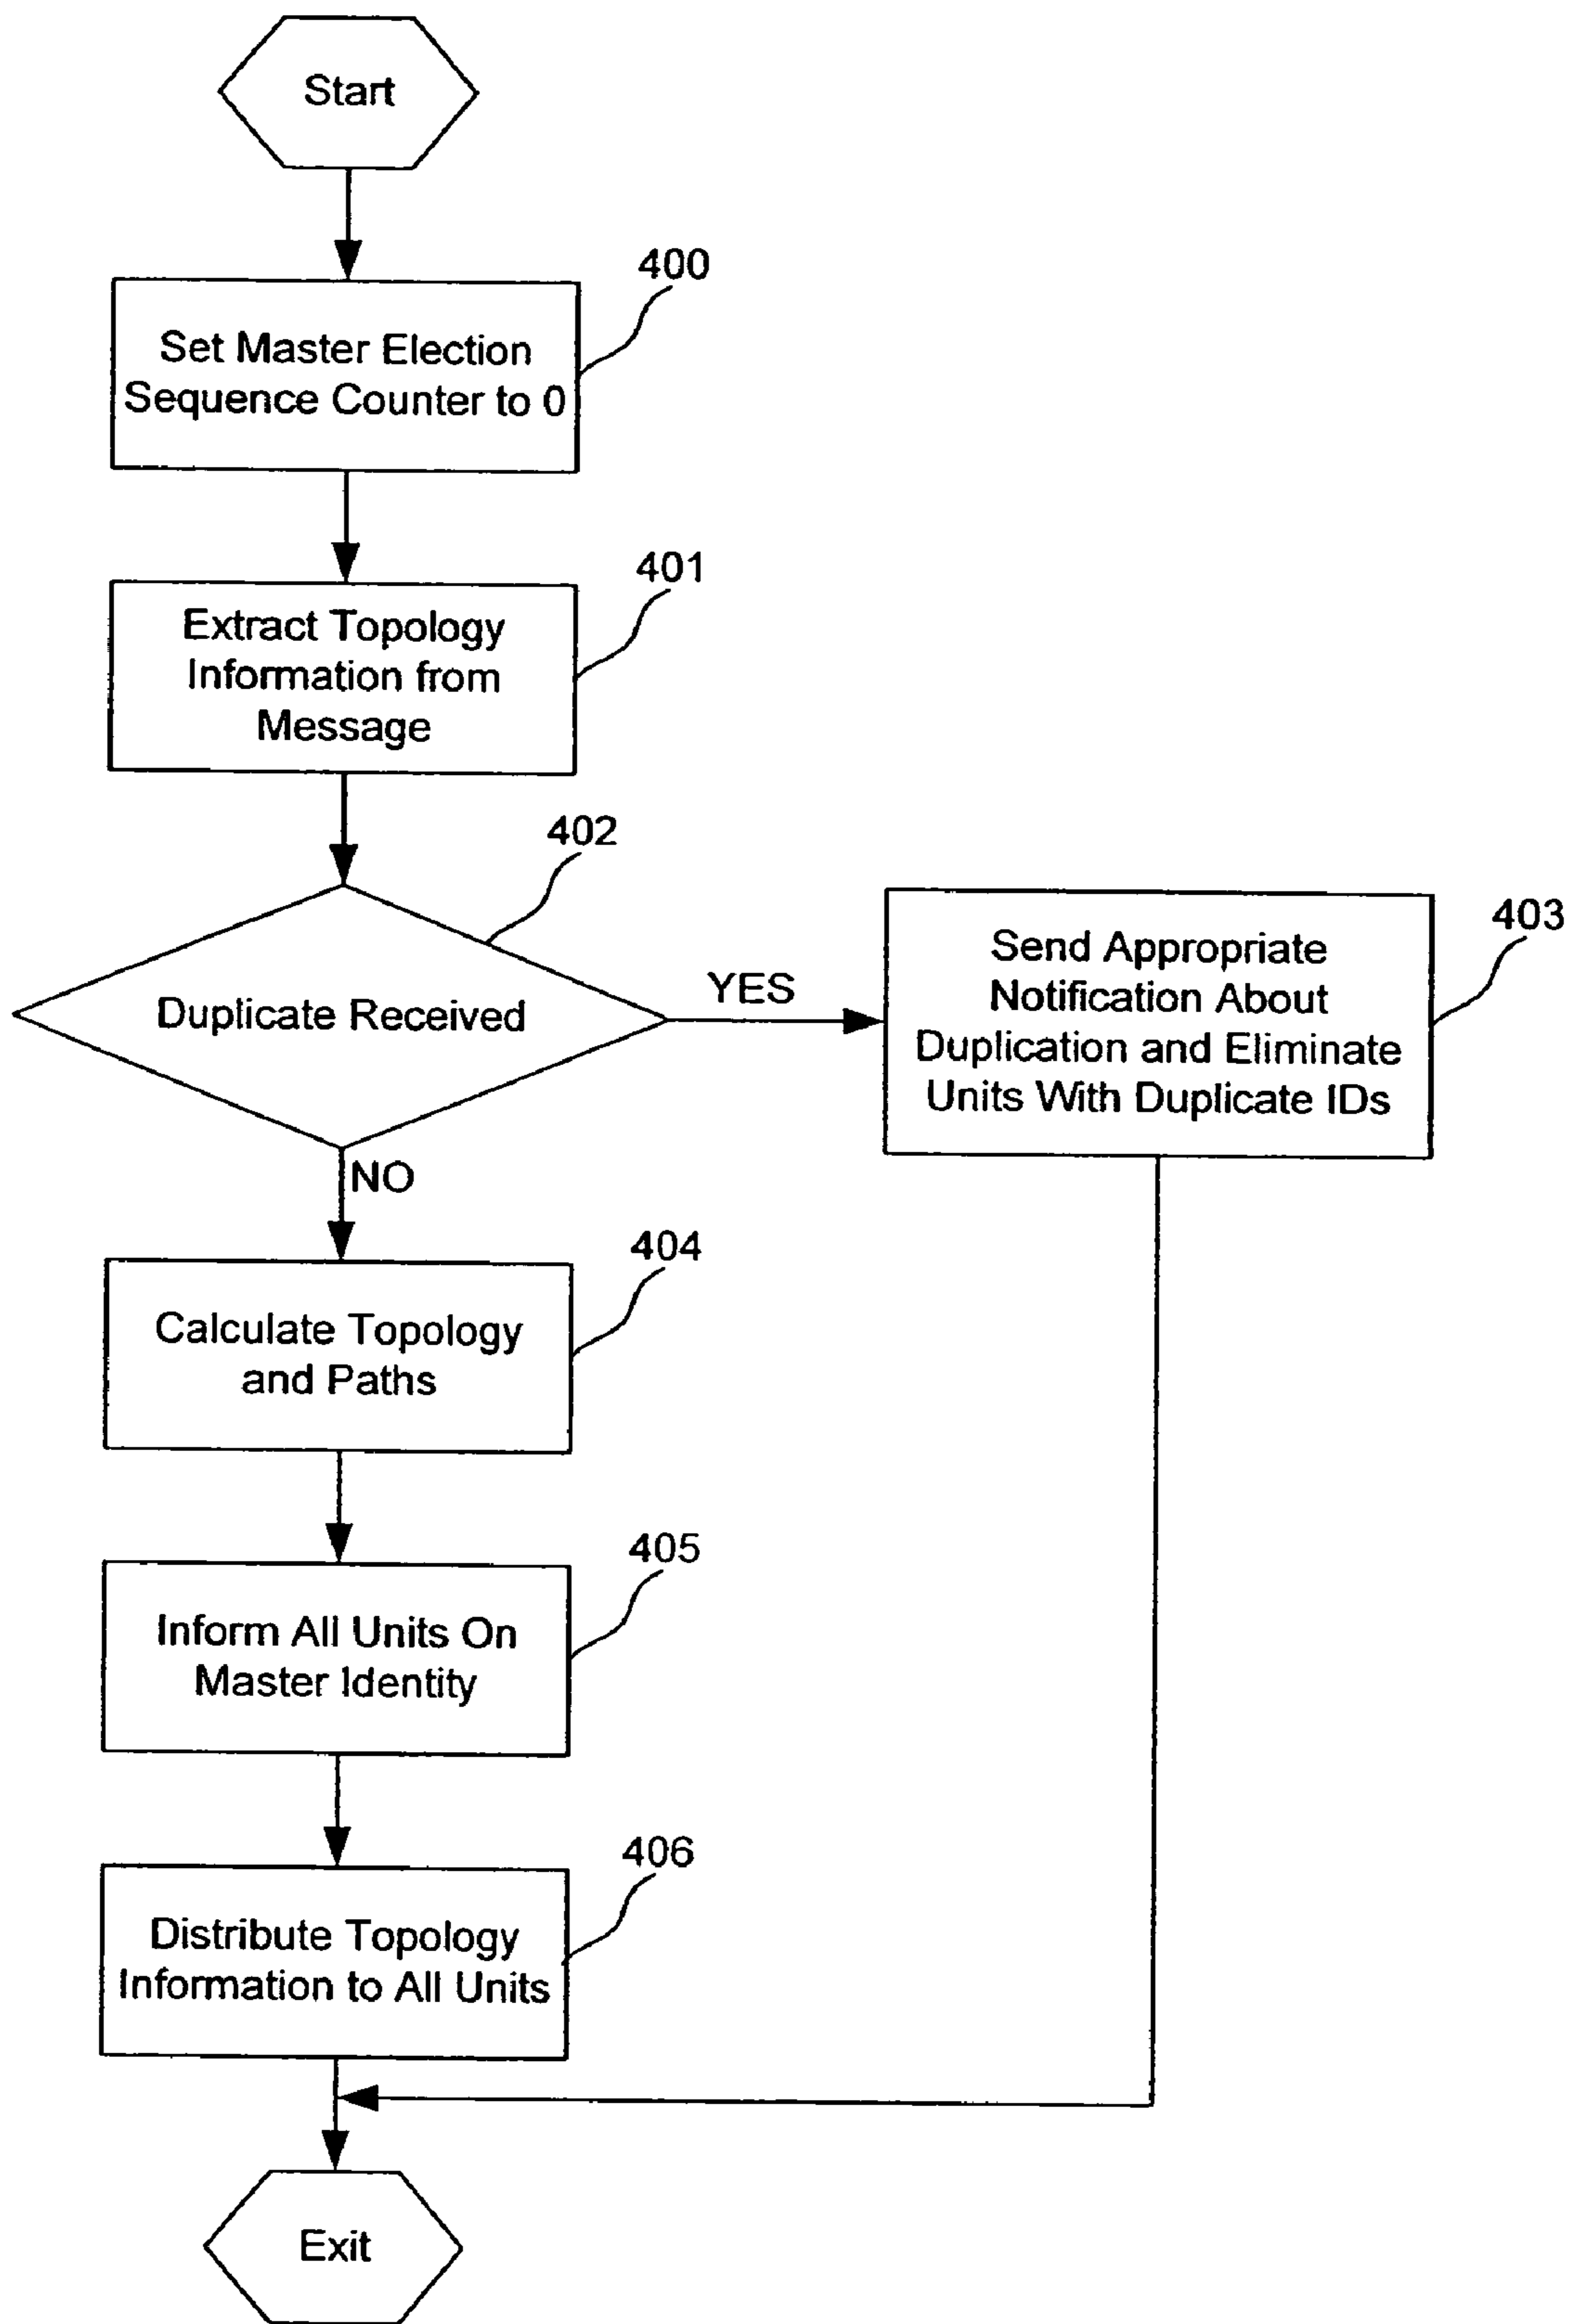 Start
400
Set Master Election
Sequence Counter to 0
401
Extract Topology
Information from
Message
402
Duplicate Received
YES
403
Send Appropriate
Notification About
Duplication and Eliminate
Units With Duplicate IDs
NO
404
Calculate Topology
and Paths
405
Inform All Units On
Master Identity
406
Distribute Topology
Information to All Units
Exit